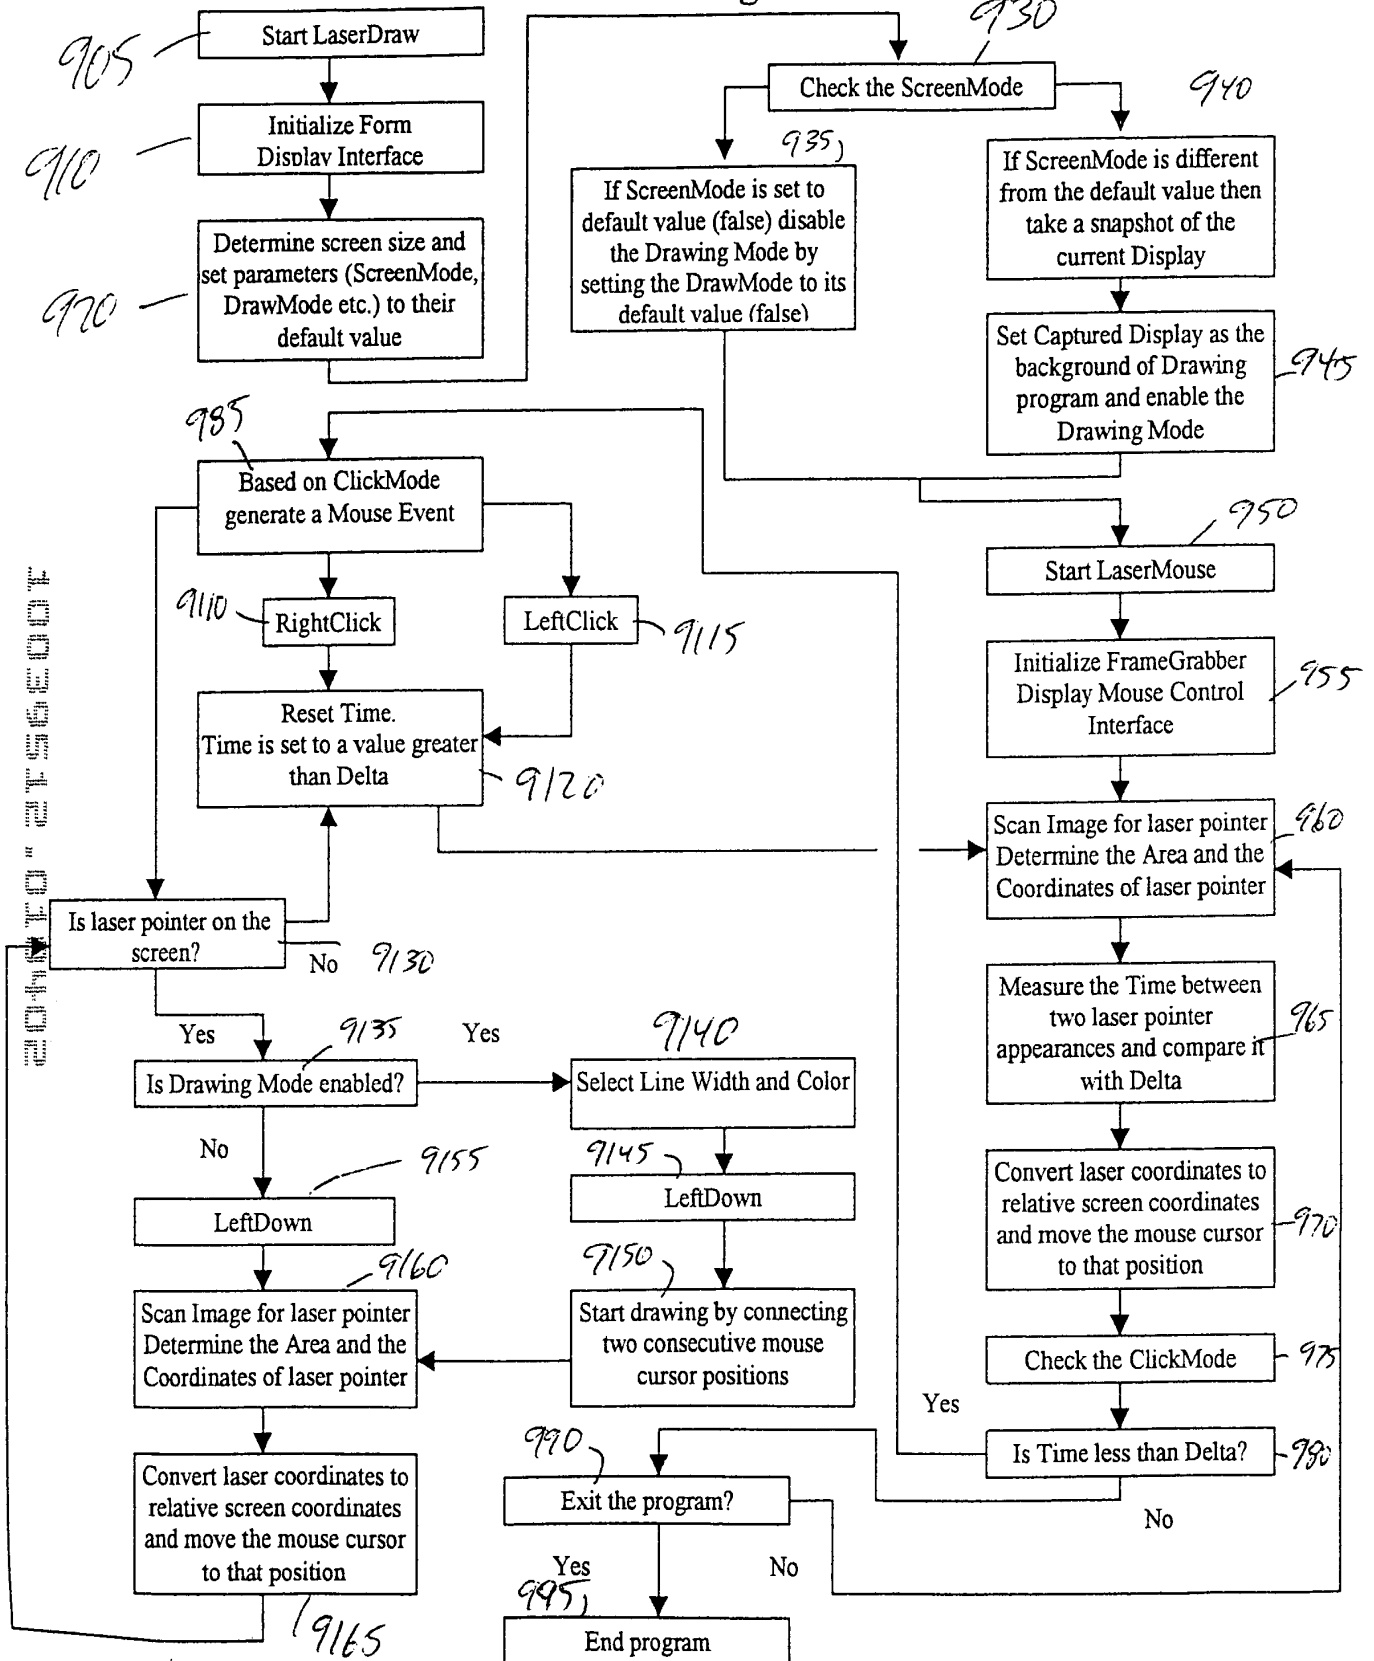 930
905
Start LaserDraw
Check the ScreenMode
940
910
Initialize Form
Display Interface
935
If ScreenMode is set to
default value (false) disable
the Drawing Mode by
setting the DrawMode to its
default value (false)
If ScreenMode is different
from the default value then
take a snapshot of the
current Display
920
Determine screen size and
set parameters (ScreenMode,
DrawMode etc.) to their
default value
Set Captured Display as the
background of Drawing
program and enable the
Drawing Mode
945
985
Based on ClickMode
generate a Mouse Event
950
Start LaserMouse
9110
RightClick
LeftClick
9115
Initialize FrameGrabber
Display Mouse Control
Interface
955
Reset Time.
Time is set to a value greater
than Delta
9120
Scan Image for laser pointer
Determine the Area and the
Coordinates of laser pointer
960
10039512.010402
Is laser pointer on the
screen?
No
9130
Measure the Time between
two laser pointer
appearances and compare it
with Delta
965
Yes
9135
Yes
9140
Is Drawing Mode enabled?
Select Line Width and Color
No
9155
9145
LeftDown
LeftDown
Convert laser coordinates to
relative screen coordinates
and move the mouse cursor
to that position
970
9160
9150
Scan Image for laser pointer
Determine the Area and the
Coordinates of laser pointer
Start drawing by connecting
two consecutive mouse
cursor positions
Check the ClickMode
975
Yes
990
Is Time less than Delta?
980
Convert laser coordinates to
relative screen coordinates
and move the mouse cursor
to that position
Exit the program?
No
Yes
No
995
9165
End program